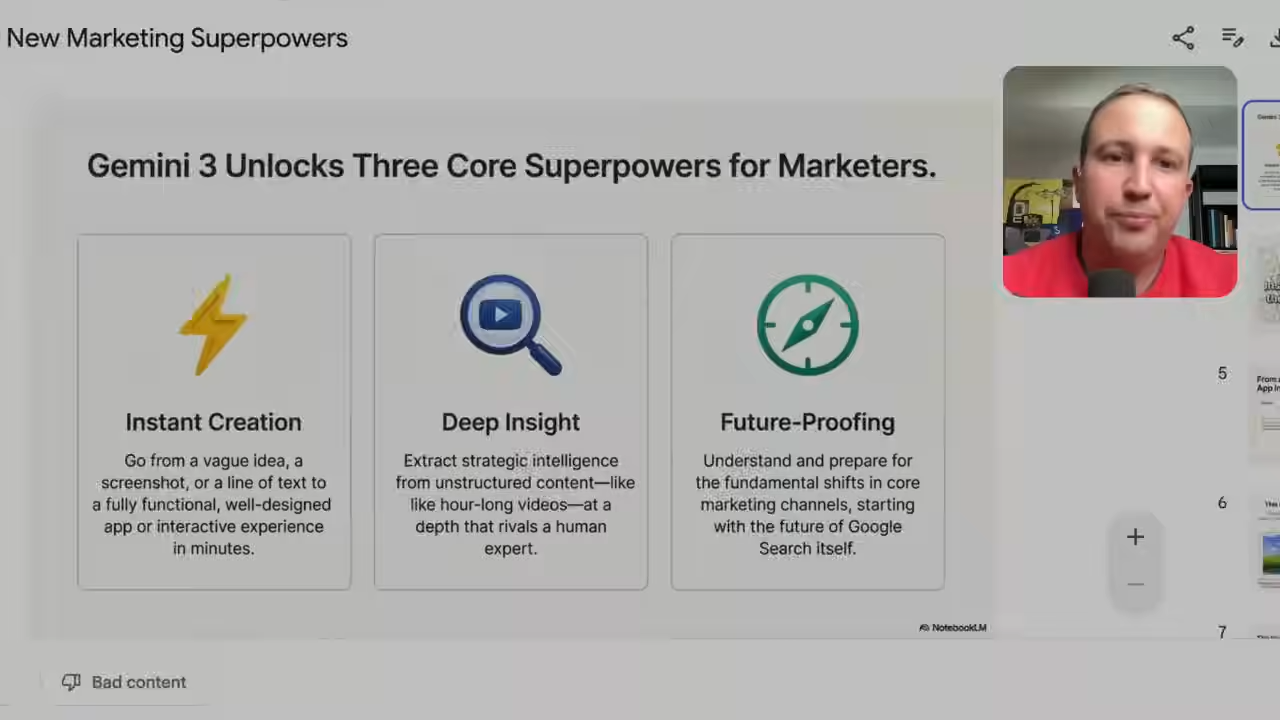 New Marketing Superpowers
Gemini 3 Unlocks Three Core Superpowers for Marketers.
Instant Creation
Go from a vague idea, a
screenshot, or a line of text to
a fully functional, well-designed
app or interactive experience
in minutes.
Deep Insight
Extract strategic intelligence
from unstructured content—like
like hour-long videos—at a
depth that rivals a human
expert.
Future-Proofing
Understand and prepare for
the fundamental shifts in core
marketing channels, starting
with the future of Google
Search itself.
NotebookLM
5
6
7
Bad content